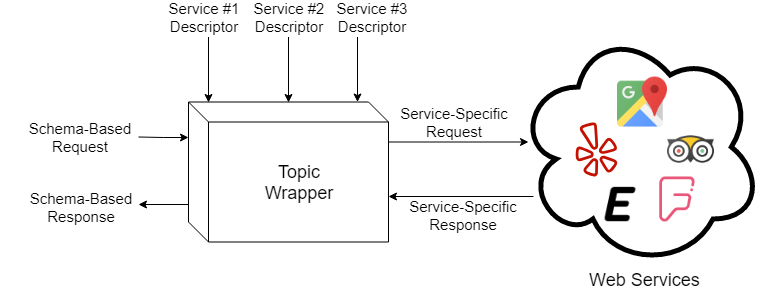 Service #1
Descriptor
Service #2
Descriptor
Service #3
Descriptor
Schema-Based
Request
Schema-Based
Response
Topic
Wrapper
Service-Specific
Request
Service-Specific
Response
G
E
F
Web Services